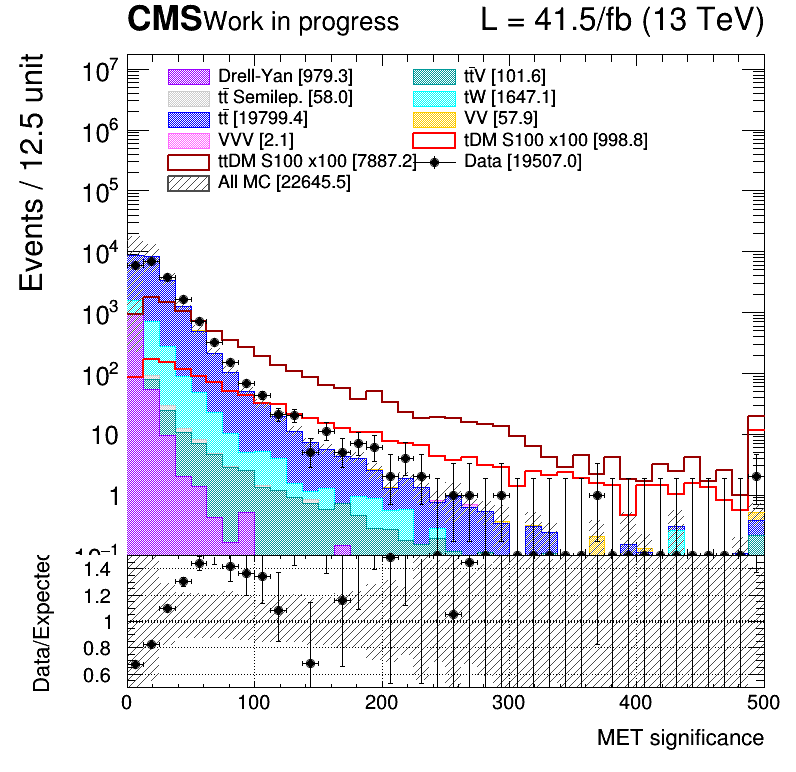 CMS Work in progress L = 41.5/fb (13 TeV)
Drell-Yan [979.3] tt̄V [101.6]
tt̄ Semilep. [58.0] tW [1647.1]
tt̄ [19799.4] VV [57.9]
VVV [2.1] tDM S100 x100 [998.8]
ttDM S100 x100 [7887.2] Data [19507.0]
All MC [22645.5]
Events / 12.5 unit
10⁷
10⁶
10⁵
10⁴
10³
10²
10
1
10⁻¹
Data/Expected
1.4
1.2
1
0.8
0.6
0 100 200 300 400 500
MET significance